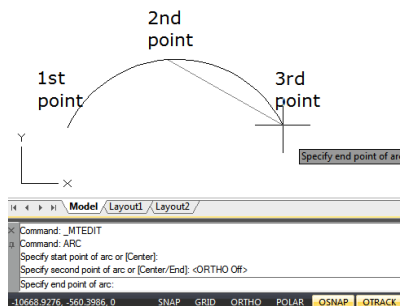 2nd
point
1st
point
3rd
point
Y
X
Specify end point of arc
Model Layout1 Layout2
Command: _MTEDIT
Command: ARC
Specify start point of arc or [Center]:
Specify second point of arc or [Center/End]: <ORTHO Off>
Specify end point of arc:
-10668.9276, -560.3986, 0 SNAP GRID ORTHO POLAR OSNAP OTRACK